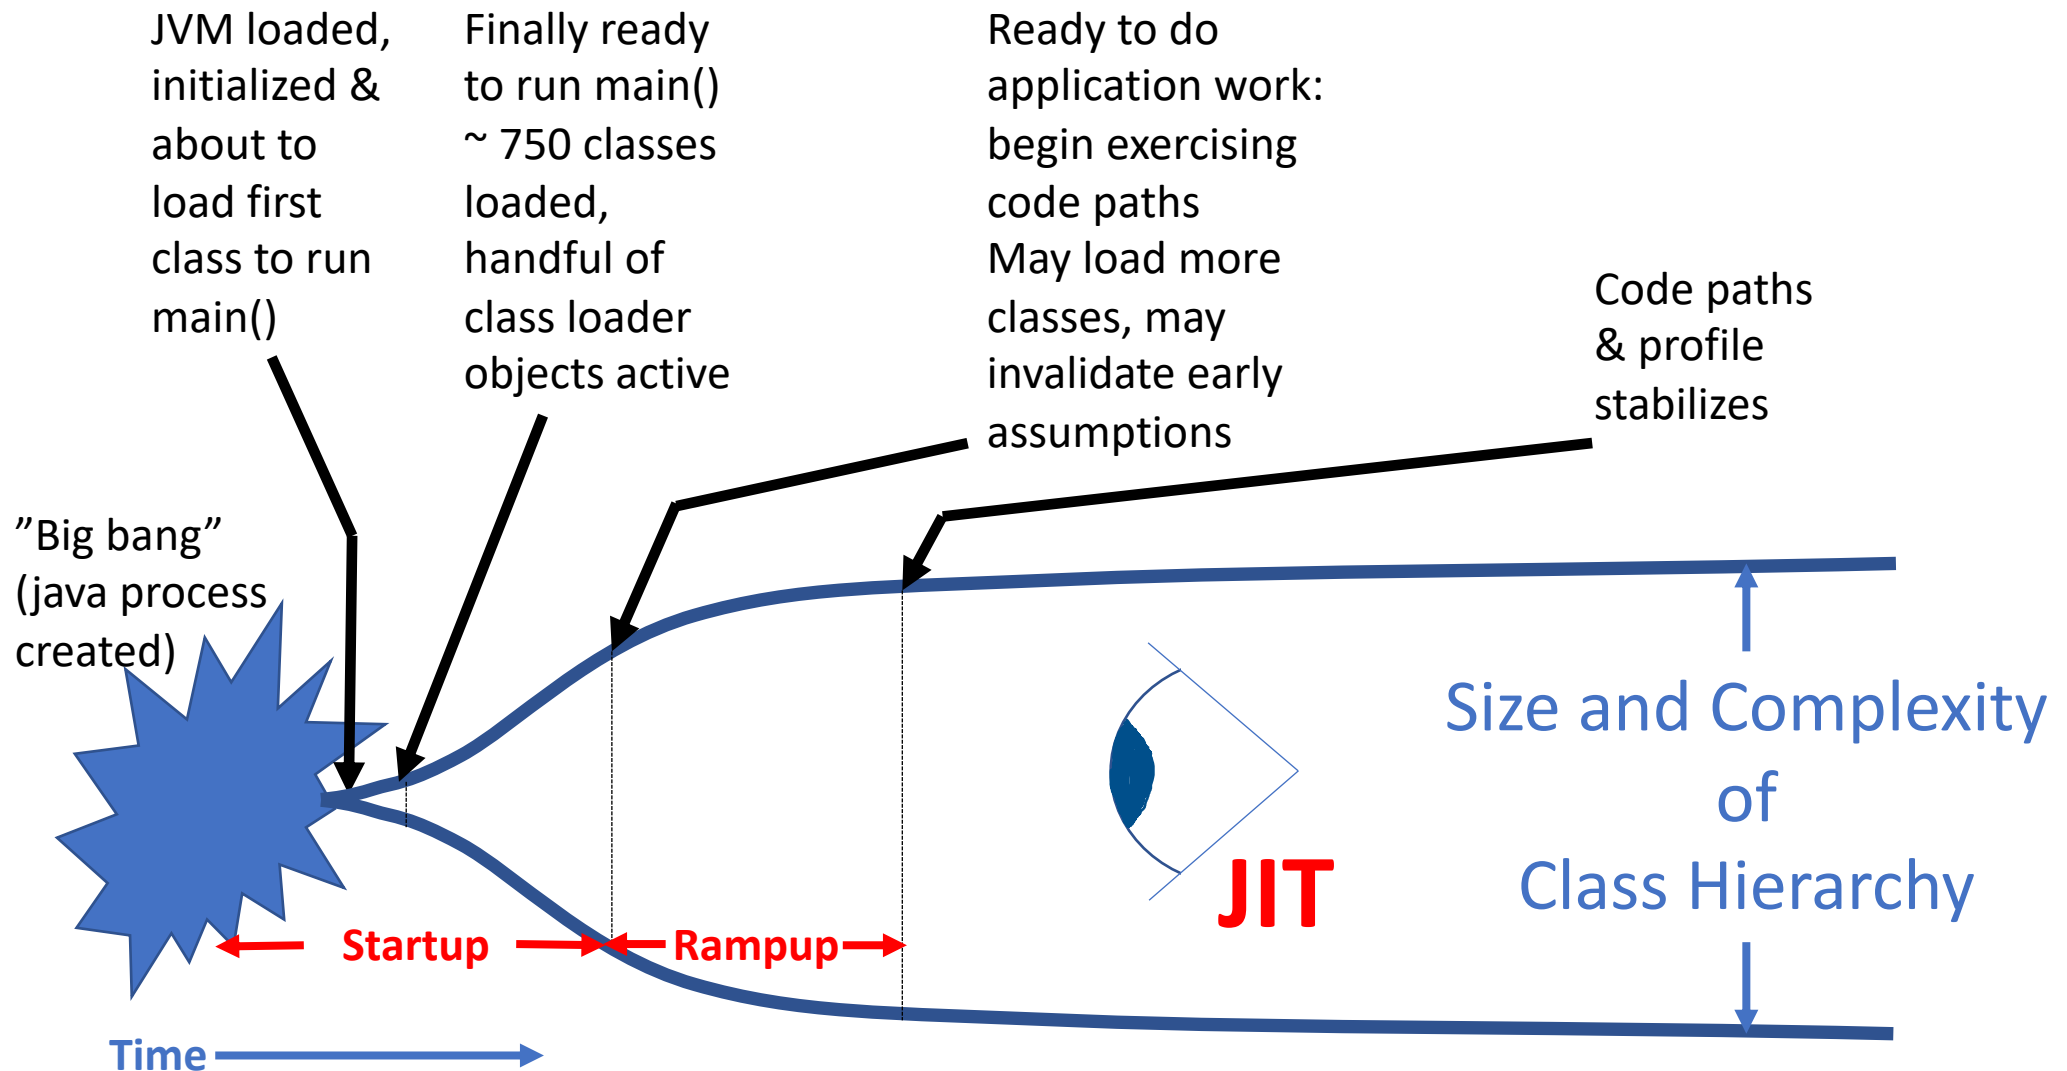 JVM loaded,
initialized &
about to
load first
class to run
main()
Finally ready
to run main()
~ 750 classes
loaded,
handful of
class loader
objects active
Ready to do
application work:
begin exercising
code paths
May load more
classes, may
invalidate early
assumptions
Code paths
& profile
stabilizes
”Big bang”
(java process
created)
Size and Complexity
of
Class Hierarchy
JIT
Startup
Rampup
Time